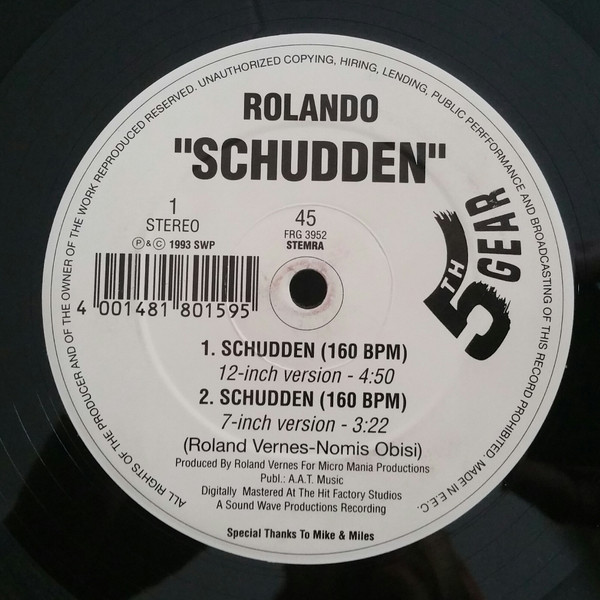 ALL RIGHTS OF THE PRODUCER AND OF THE OWNER OF THE WORK REPRODUCED RESERVED. UNAUTHORIZED COPYING, HIRING, LENDING, PUBLIC PERFFORMANCE AND BROADCASTING OF THIS RECORD PROHIBITED. MADE IN E.E.C.
ROLANDO
"SCHUDDEN"
1
STEREO
Ⓟ & © 1993 SWP
45
FRG 3952
STEMRA
5TH GEAR
4 001481 801595
1. SCHUDDEN (160 BPM)
12-inch version - 4:50
2. SCHUDDEN (160 BPM)
7-inch version - 3:22
(Roland Vernes-Nomis Obisi)
Produced By Roland Vernes For Micro Mania Productions
Publ.: A.A.T. Music
Digitally Mastered At The Hit Factory Studios
A Sound Wave Productions Recording
Special Thanks To Mike & Miles